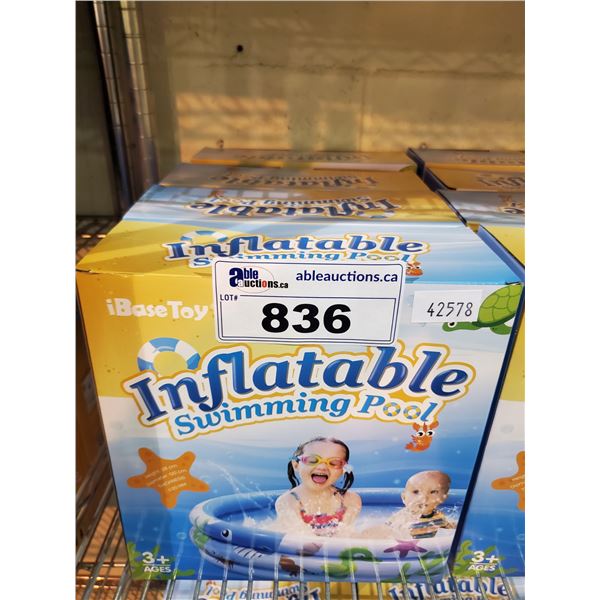 Inflatable
Swimming Pool
Inflatable
Swimming Pool
able auctions.ca
ableauctions.ca
LOT#
836
42578
iBaseToy
Inflatable
Swimming Pool
3+
AGES
3+
AGES